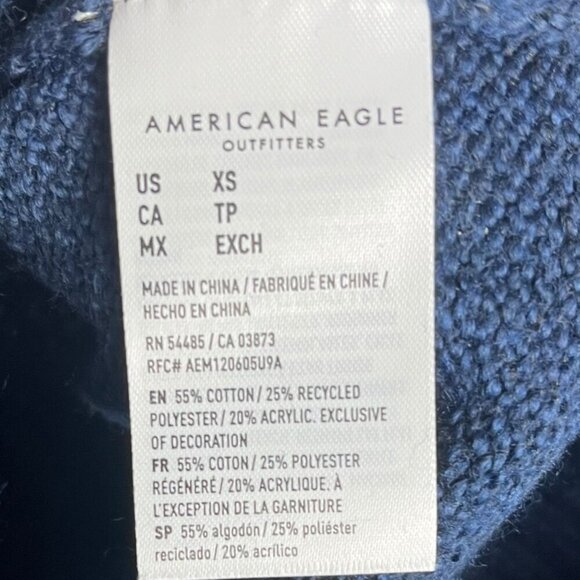 AMERICAN EAGLE
OUTFITTERS
US XS
CA TP
MX EXCH
MADE IN CHINA / FABRIQUÉ EN CHINE /
HECHO EN CHINA
RN 54485 / CA 03873
RFC# AEM120605U9A
EN 55% COTTON / 25% RECYCLED
POLYESTER / 20% ACRYLIC. EXCLUSIVE
OF DECORATION
FR 55% COTON / 25% POLYESTER
RÉGÉNÉRÉ / 20% ACRYLIQUE. À
L'EXCEPTION DE LA GARNITURE
SP 55% algodón / 25% poliéster
reciclado / 20% acrílico